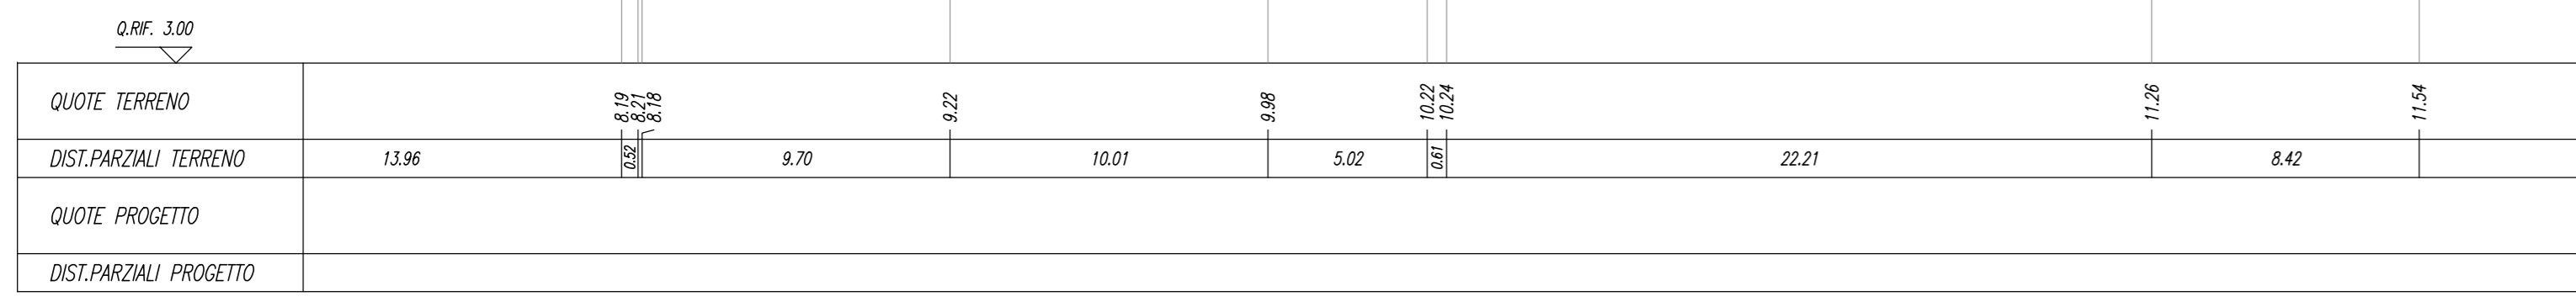 Q.RIF. 3.00
QUOTE TERRENO 8.19 8.21 8.18 9.22 9.98 10.22 10.24 11.26 11.54
DIST.PARZIALI TERRENO 13.96 0.52 9.70 10.01 5.02 0.61 22.21 8.42
QUOTE PROGETTO
DIST.PARZIALI PROGETTO